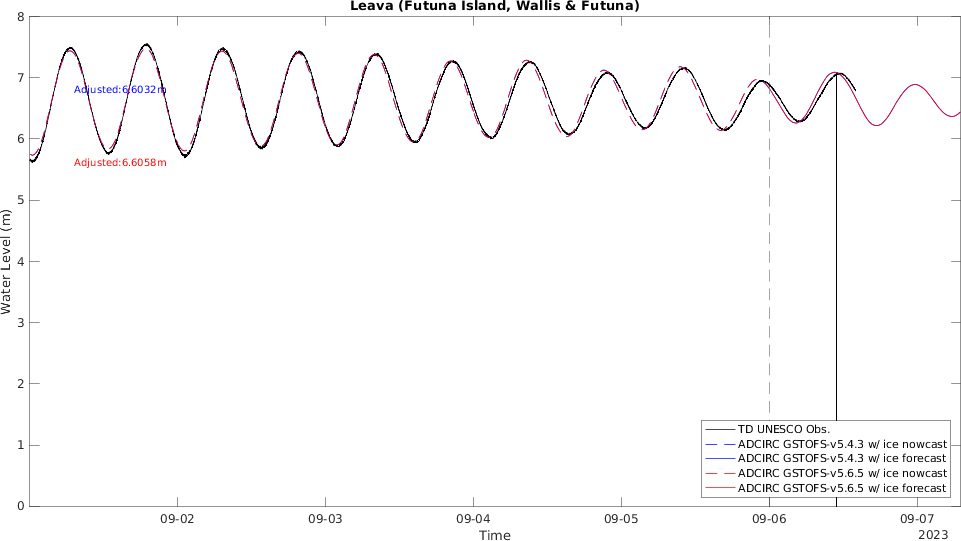 Leava (Futuna Island, Wallis & Futuna)
8
7
6
5
4
3
2
1
0
Water Level (m)
Adjusted:6.6032m
Adjusted:6.6058m
TD UNESCO Obs.
ADCIRC GSTOFS-v5.4.3 w/ ice nowcast
ADCIRC GSTOFS-v5.4.3 w/ ice forecast
ADCIRC GSTOFS-v5.6.5 w/ ice nowcast
ADCIRC GSTOFS-v5.6.5 w/ ice forecast
09-02 09-03 09-04 09-05 09-06 09-07
Time
2023